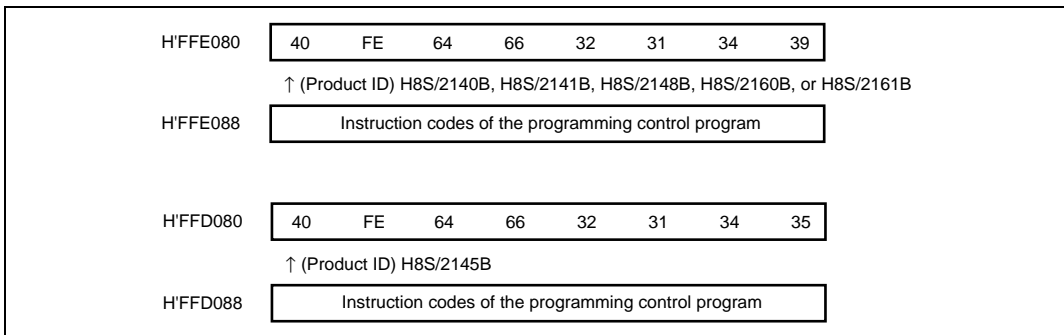 H'FFE080 40 FE 64 66 32 31 34 39
↑ (Product ID) H8S/2140B, H8S/2141B, H8S/2148B, H8S/2160B, or H8S/2161B
H'FFE088 Instruction codes of the programming control program
H'FFD080 40 FE 64 66 32 31 34 35
↑ (Product ID) H8S/2145B
H'FFD088 Instruction codes of the programming control program